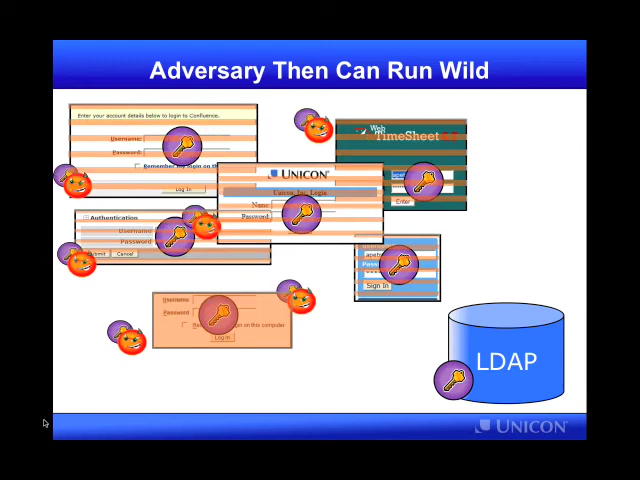 Adversary Then Can Run Wild
Enter your account details below to login to Confluence.
Username:
Password:
Remember my login on th
Log In
Web
TimeSheet
Enter
UNICON
Unicon, Inc. Login
Name
Password
Authentication
Username
Password
Submit Cancel
Sign In
Username
Password
on this computer
Log In
LDAP
UNICON